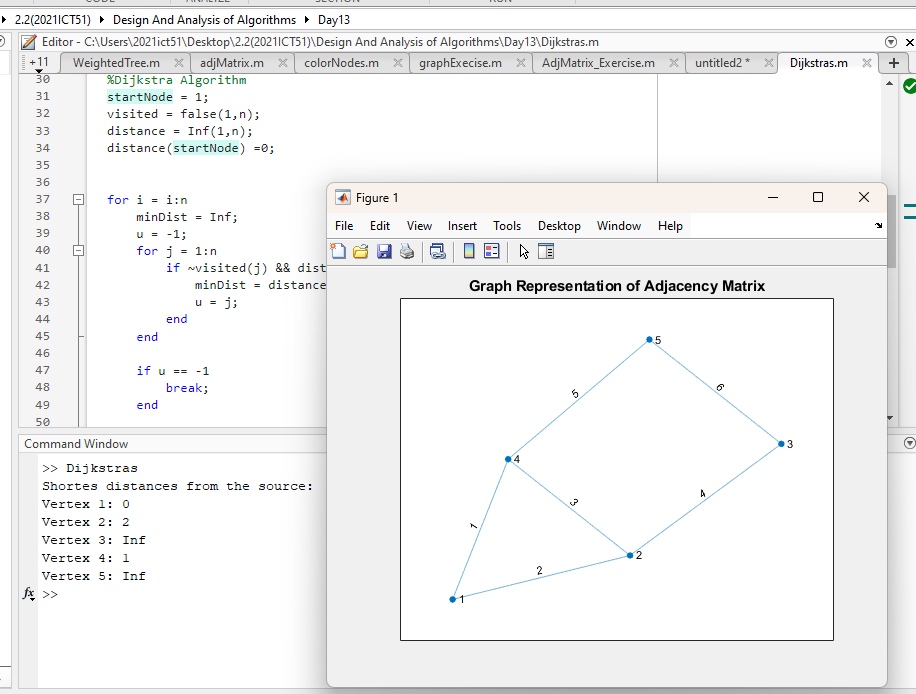 2.2(2021ICT51) Design And Analysis of Algorithms Day13
Editor - C:\Users\2021ict51\Desktop\2.2(2021ICT51)\Design And Analysis of Algorithms\Day13\Dijkstras.m
+11 WeightedTree.m adjMatrix.m colorNodes.m graphExecise.m AdjMatrix_Exercise.m untitled2 * Dijkstras.m
30 %Dijkstra Algorithm
31 startNode = 1;
32 visited = false(1,n);
33 distance = Inf(1,n);
34 distance(startNode) =0;
35
36
37 for i = i:n
38 minDist = Inf;
39 u = -1;
40 for j = 1:n
41 if ~visited(j) && dist
42 minDist = distance
43 u = j;
44 end
45 end
46
47 if u == -1
48 break;
49 end
50
Figure 1
File Edit View Insert Tools Desktop Window Help
Graph Representation of Adjacency Matrix
5
5
6
3
4
3
4
1
2
2
1
Command Window
>> Dijkstras
Shortes distances from the source:
Vertex 1: 0
Vertex 2: 2
Vertex 3: Inf
Vertex 4: 1
Vertex 5: Inf
fx >>